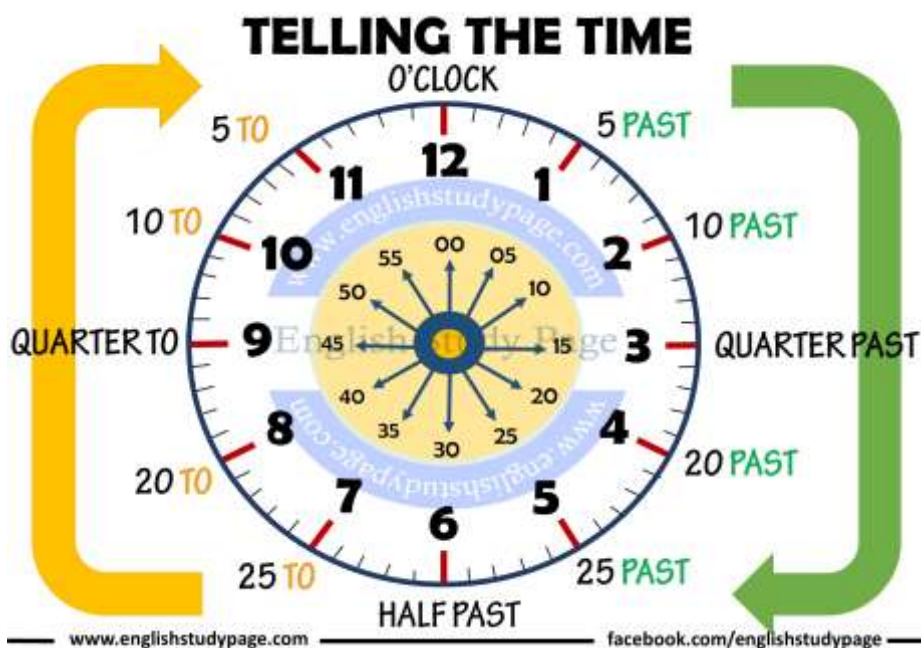 TELLING THE TIME
O'CLOCK
5 TO
5 PAST
12
11
1
10 TO
10 PAST
10
2
www.englishstudypage.com
00
55
05
50
10
QUARTER TO
9
45
English Study Page
15
3
QUARTER PAST
40
20
35
25
30
www.englishstudypage.com
8
4
20 TO
20 PAST
7
5
6
25 TO
25 PAST
HALF PAST
www.englishstudypage.com
facebook.com/englishstudypage